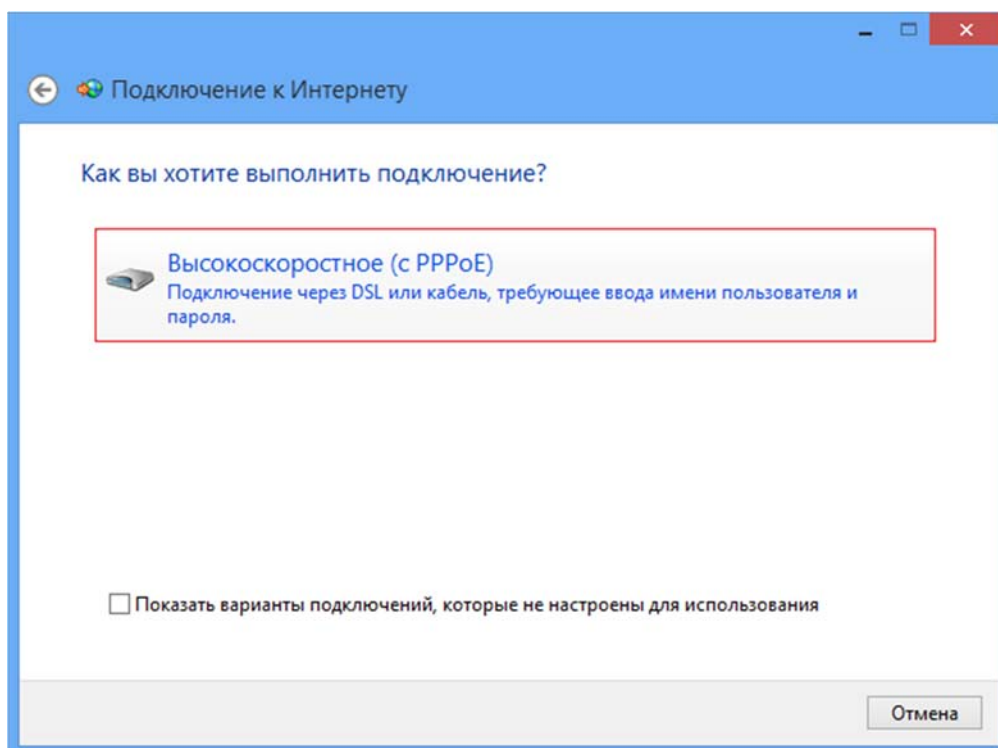 Подключение к Интернету
Как вы хотите выполнить подключение?
Высокоскоростное (с PPPoE)
Подключение через DSL или кабель, требующее ввода имени пользователя и
пароля.
Показать варианты подключений, которые не настроены для использования
Отмена